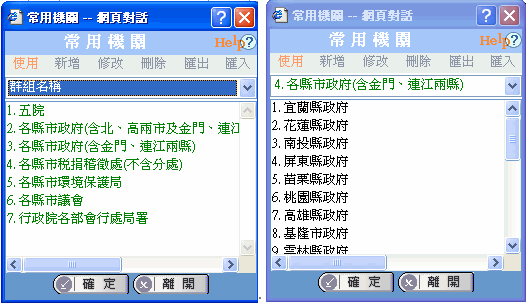 常用機關 -- 網頁對話
常用機關
Help?
使用 新增 修改 刪除 匯出 匯入
群組名稱
1. 五院
2. 各縣市政府(含北、高兩市及金門、連江
3. 各縣市政府(含金門、連江兩縣)
4. 各縣市稅捐稽徵處(不含分處)
5. 各縣市環境保護局
6. 各縣市議會
7. 行政院各部會行處局署
確 定 離 開
常用機關 -- 網頁對話
常用機關
Help?
使用 新增 修改 刪除 匯出 匯入
4. 各縣市政府(含金門、連江兩縣)
1. 宜蘭縣政府
2. 花蓮縣政府
3. 南投縣政府
4. 屏東縣政府
5. 苗栗縣政府
6. 桃園縣政府
7. 高雄縣政府
8. 基隆市政府
9. 雲林縣政府
確 定 離 開